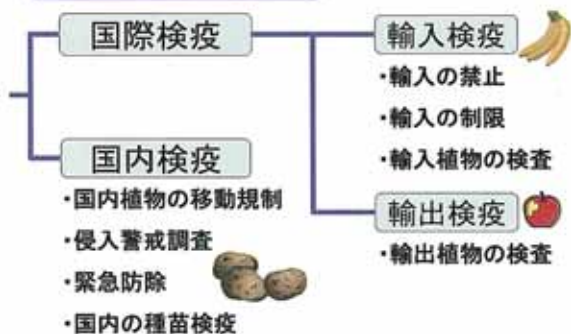 国際検疫
輸入検疫
・輸入の禁止
・輸入の制限
・輸入植物の検査
国内検疫
・国内植物の移動規制
・侵入警戒調査
・緊急防除
・国内の種苗検疫
輸出検疫
・輸出植物の検査